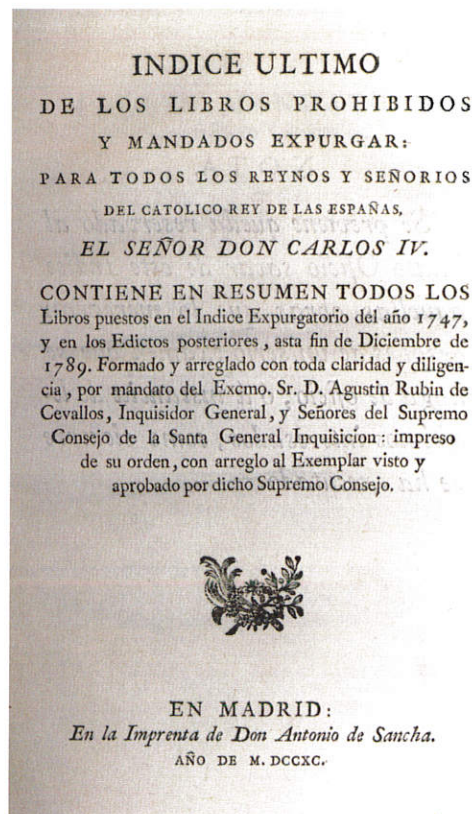 INDICE ULTIMO
DE LOS LIBROS PROHIBIDOS
Y MANDADOS EXPURGAR:
PARA TODOS LOS REYNOS Y SEÑORIOS
DEL CATOLICO REY DE LAS ESPAÑAS,
EL SEÑOR DON CARLOS IV.
CONTIENE EN RESUMEN TODOS LOS
Libros puestos en el Indice Expurgatorio del año 1747,
y en los Edictos posteriores, asta fin de Diciembre de
1789. Formado y arreglado con toda claridad y diligen-
cia, por mandato del Excmo. Sr. D. Agustin Rubin de
Cevallos, Inquisidor General, y Señores del Supremo
Consejo de la Santa General Inquisicion: impreso
de su orden, con arreglo al Exemplar visto y
aprobado por dicho Supremo Consejo.
EN MADRID:
En la Imprenta de Don Antonio de Sancha.
AÑO DE M. DCCXC.